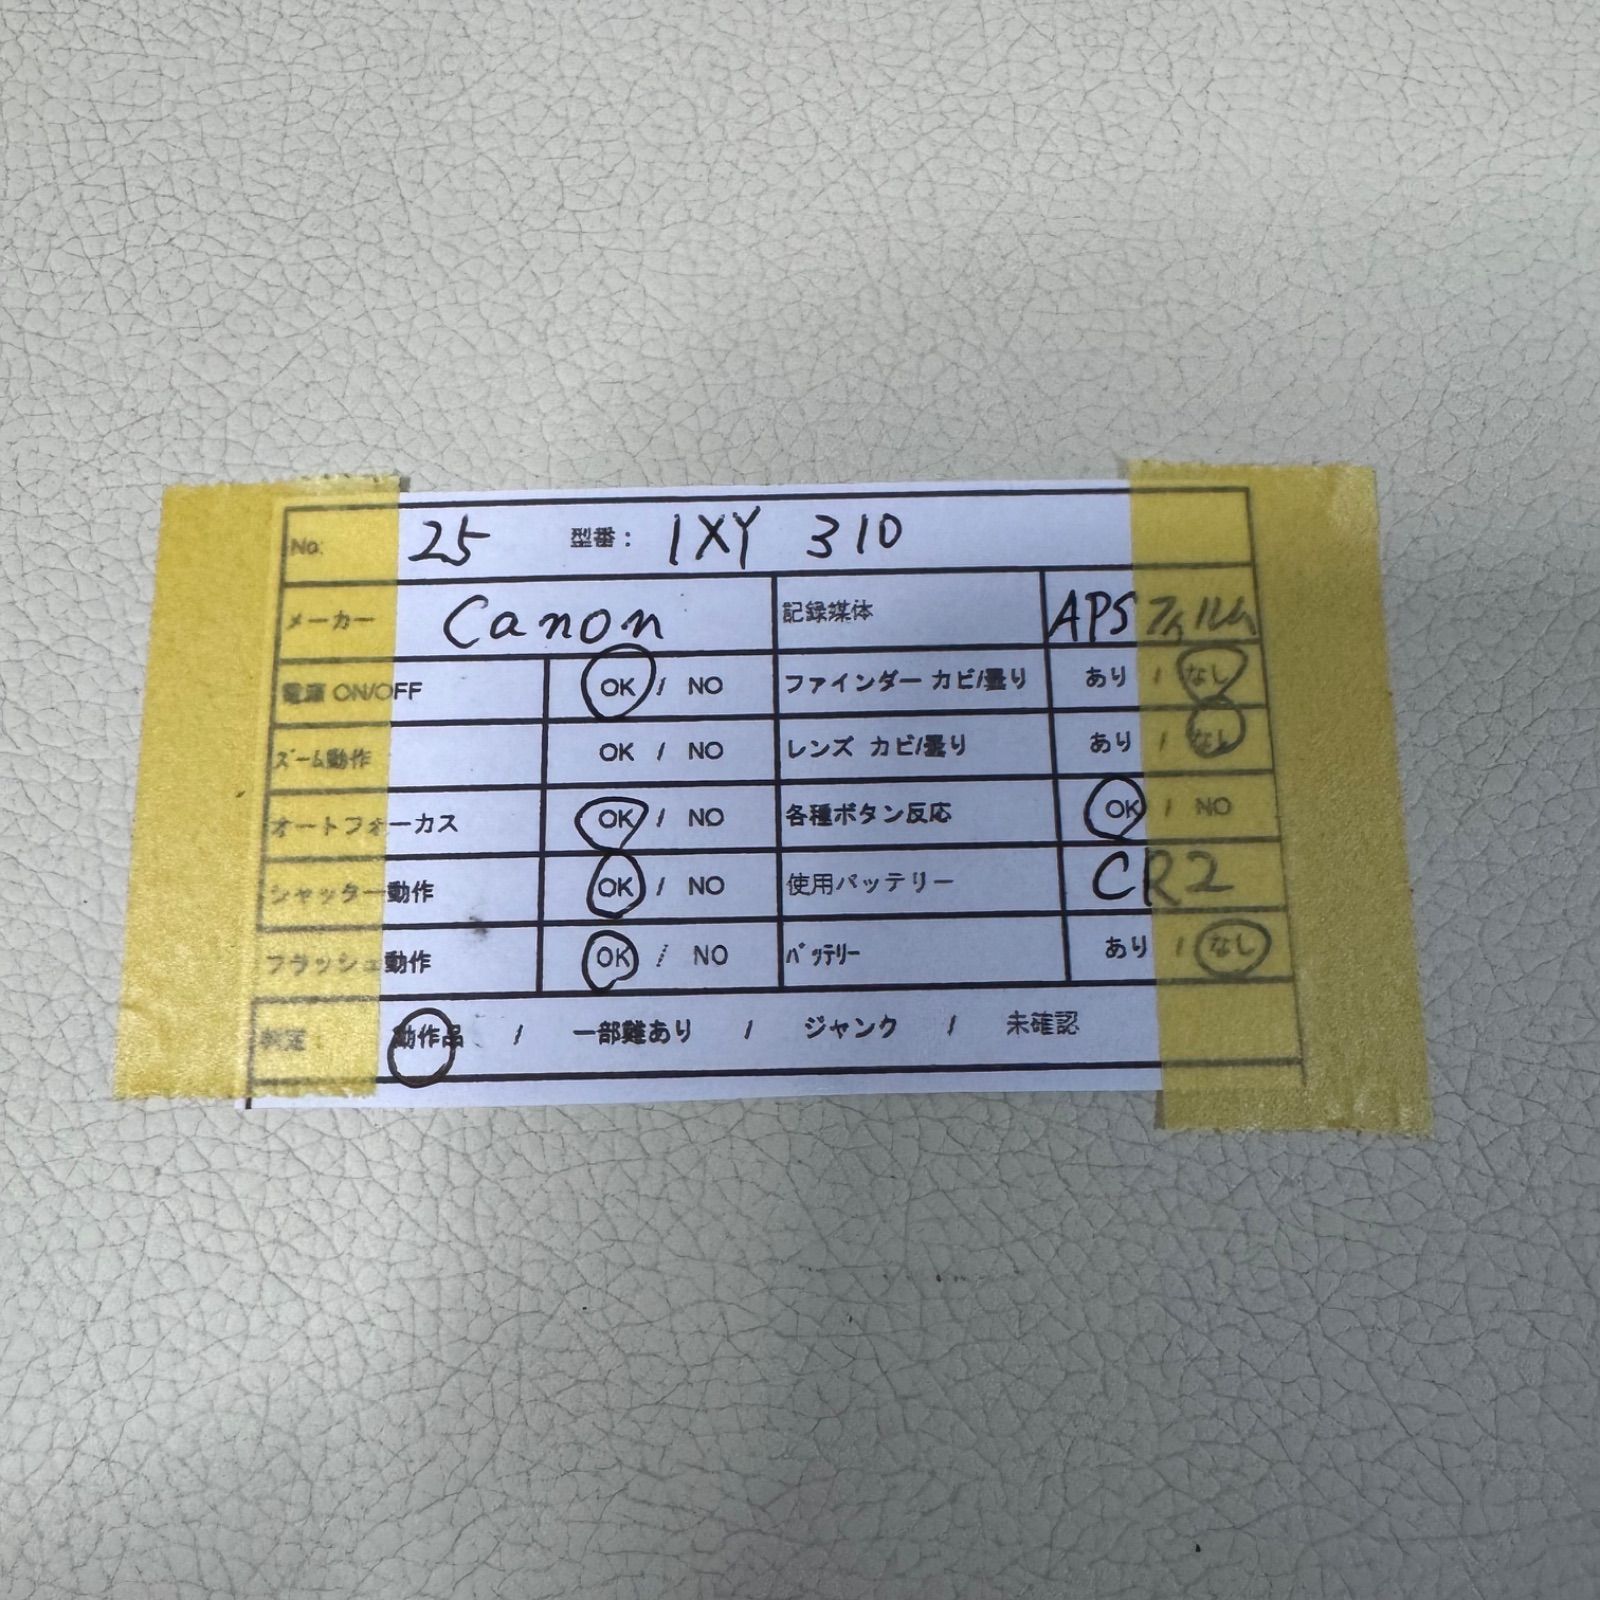 No: 25 型番: IXY 310
メーカー Canon 記録媒体 APS フィルム
電源 ON/OFF OK / NO ファインダー カビ/曇り あり / なし
ズーム動作 OK / NO レンズ カビ/曇り あり / なし
オートフォーカス OK / NO 各種ボタン反応 OK / NO
シャッター動作 OK / NO 使用バッテリー CR2
フラッシュ動作 OK / NO バッテリー あり / なし
判定: 動作品 / 一部難あり / ジャンク / 未確認